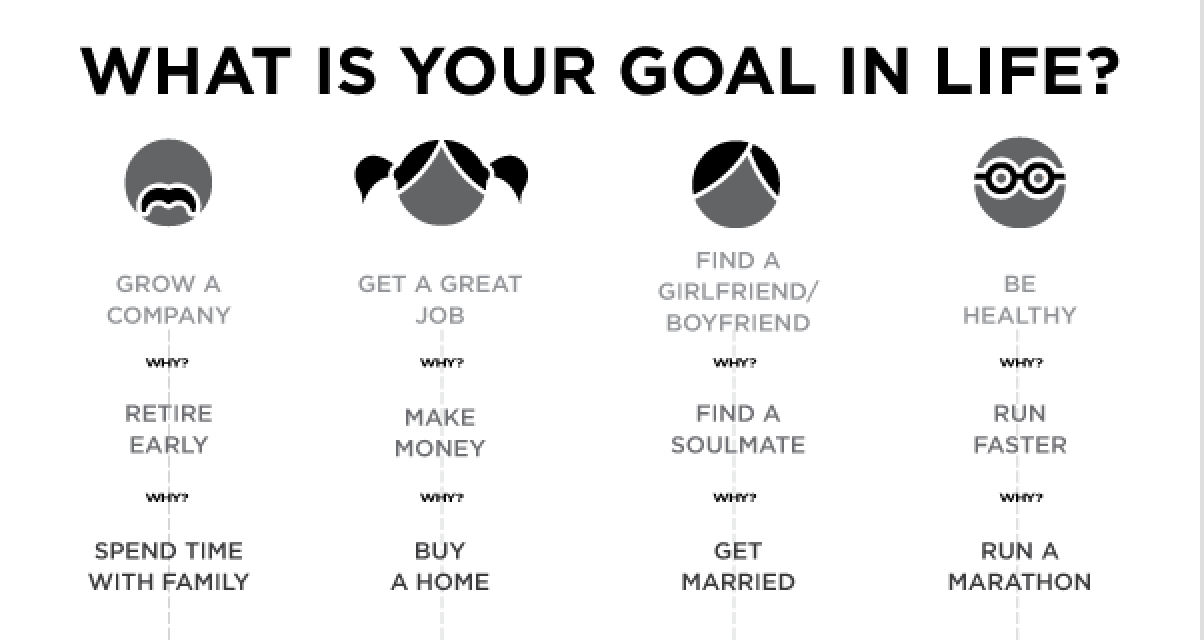 WHAT IS YOUR GOAL IN LIFE?
GROW A
COMPANY
WHY?
RETIRE
EARLY
WHY?
SPEND TIME
WITH FAMILY
GET A GREAT
JOB
WHY?
MAKE
MONEY
WHY?
BUY
A HOME
FIND A
GIRLFRIEND/
BOYFRIEND
WHY?
FIND A
SOULMATE
WHY?
GET
MARRIED
BE
HEALTHY
WHY?
RUN
FASTER
WHY?
RUN A
MARATHON